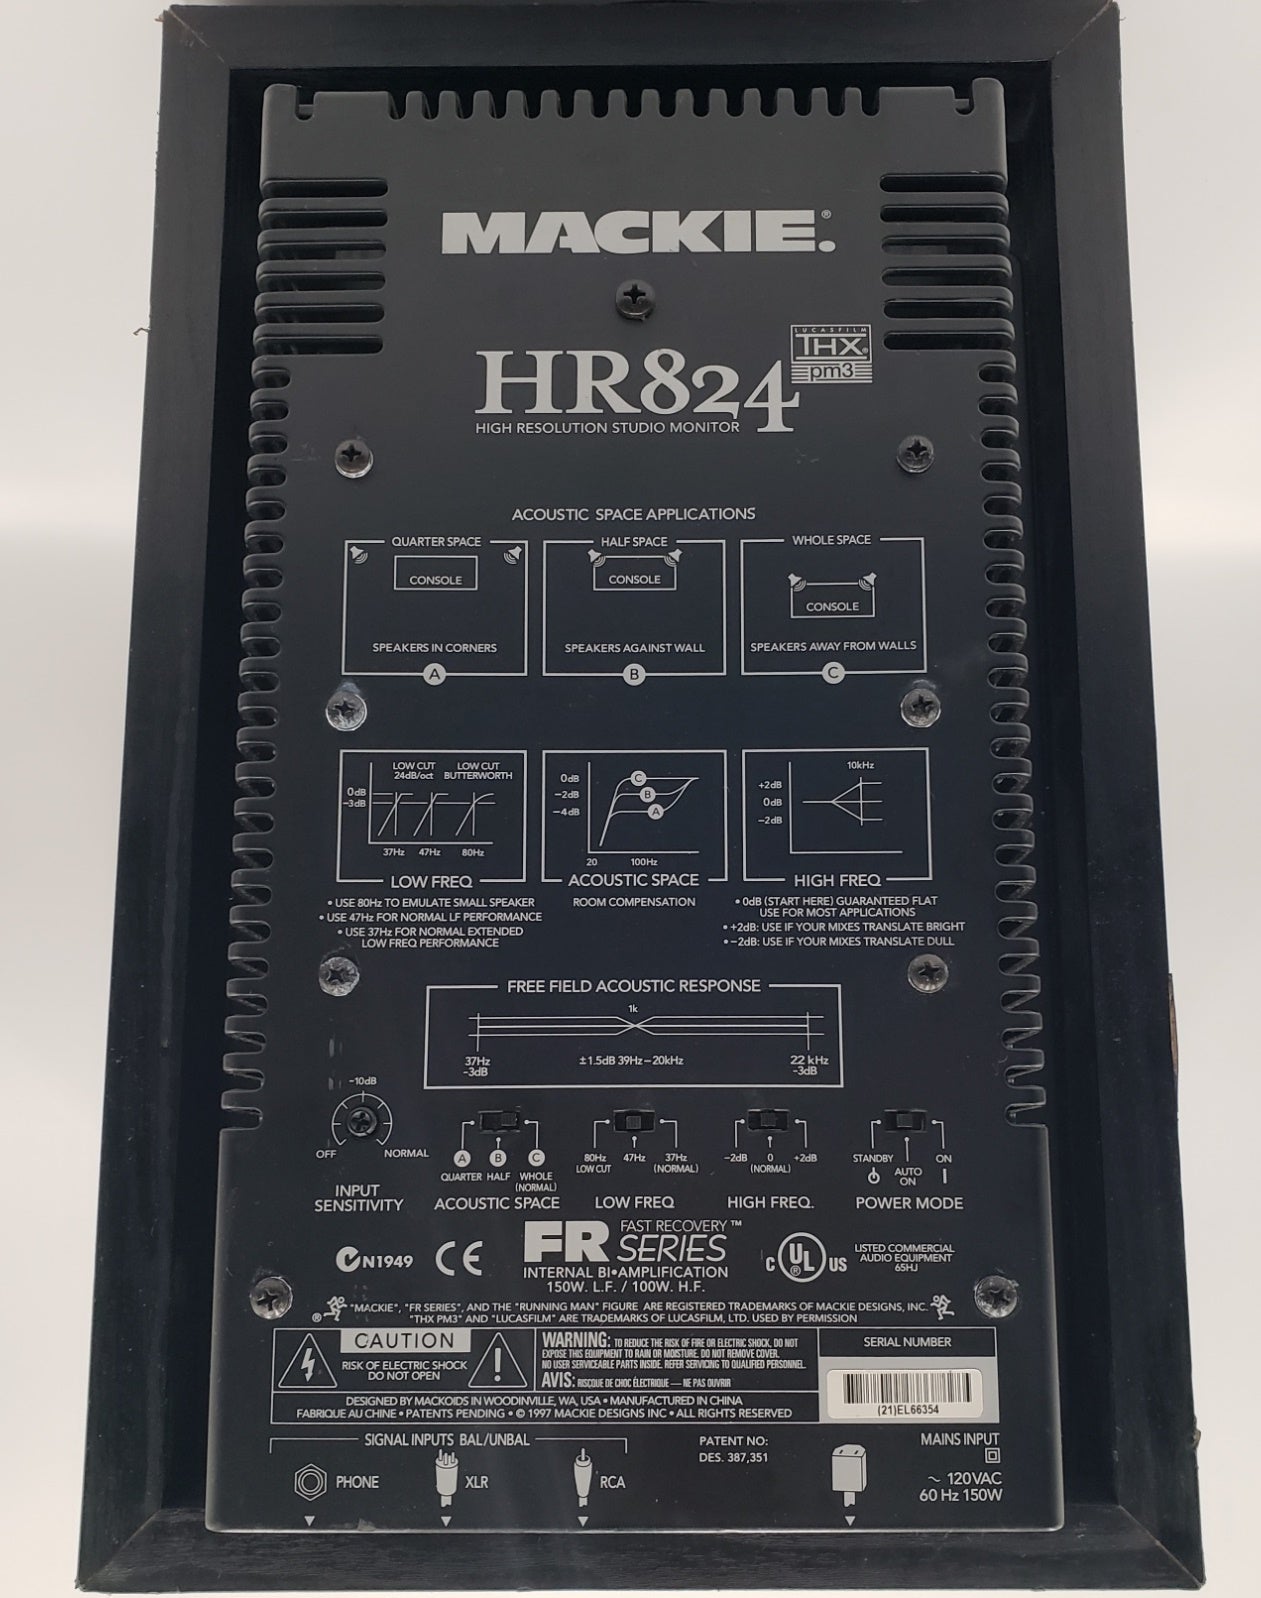 MACKIE.®
LUCASFILM
THX®
pm3
HR824
HIGH RESOLUTION STUDIO MONITOR
ACOUSTIC SPACE APPLICATIONS
QUARTER SPACE
CONSOLE
SPEAKERS IN CORNERS
A
HALF SPACE
CONSOLE
SPEAKERS AGAINST WALL
B
WHOLE SPACE
CONSOLE
SPEAKERS AWAY FROM WALLS
C
LOW CUT
24dB/oct
LOW CUT
BUTTERWORTH
0dB
−3dB
37Hz 47Hz 80Hz
LOW FREQ
• USE 80Hz TO EMULATE SMALL SPEAKER
• USE 47Hz FOR NORMAL LF PERFORMANCE
• USE 37Hz FOR NORMAL EXTENDED
LOW FREQ PERFORMANCE
0dB
−2dB
−4dB
C
B
A
20 100Hz
ACOUSTIC SPACE
ROOM COMPENSATION
10kHz
+2dB
0dB
−2dB
HIGH FREQ
• 0dB (START HERE) GUARANTEED FLAT
USE FOR MOST APPLICATIONS
• +2dB: USE IF YOUR MIXES TRANSLATE BRIGHT
• −2dB: USE IF YOUR MIXES TRANSLATE DULL
FREE FIELD ACOUSTIC RESPONSE
1k
37Hz
-3dB
±1.5dB 39Hz–20kHz
22 kHz
-3dB
−10dB
OFF NORMAL
INPUT
SENSITIVITY
A B C
QUARTER HALF WHOLE
(NORMAL)
ACOUSTIC SPACE
80Hz 47Hz 37Hz
LOW CUT (NORMAL)
LOW FREQ
−2dB 0 +2dB
(NORMAL)
HIGH FREQ.
STANDBY AUTO ON ON
POWER MODE
N1949
CE
FR FAST RECOVERY™
SERIES
INTERNAL BI•AMPLIFICATION
150W. L.F. / 100W. H.F.
C UL® US
LISTED COMMERCIAL
AUDIO EQUIPMENT
65HJ
® "MACKIE", "FR SERIES", AND THE "RUNNING MAN" FIGURE ARE REGISTERED TRADEMARKS OF MACKIE DESIGNS, INC.
"THX PM3" AND "LUCASFILM" ARE TRADEMARKS OF LUCASFILM, LTD. USED BY PERMISSION
CAUTION
RISK OF ELECTRIC SHOCK
DO NOT OPEN
WARNING: TO REDUCE THE RISK OF FIRE OR ELECTRIC SHOCK, DO NOT
EXPOSE THIS EQUIPMENT TO RAIN OR MOISTURE. DO NOT REMOVE COVER.
NO USER SERVICEABLE PARTS INSIDE. REFER SERVICING TO QUALIFIED PERSONNEL.
AVIS: RISQUE DE CHOC ÉLECTRIQUE — NE PAS OUVRIR
DESIGNED BY MACKOIDS IN WOODINVILLE, WA, USA • MANUFACTURED IN CHINA
FABRIQUE AU CHINE • PATENTS PENDING • © 1997 MACKIE DESIGNS INC • ALL RIGHTS RESERVED
SERIAL NUMBER
(21)EL66354
SIGNAL INPUTS BAL/UNBAL
PHONE
XLR
RCA
PATENT NO:
DES. 387,351
MAINS INPUT
~ 120VAC
60 Hz 150W